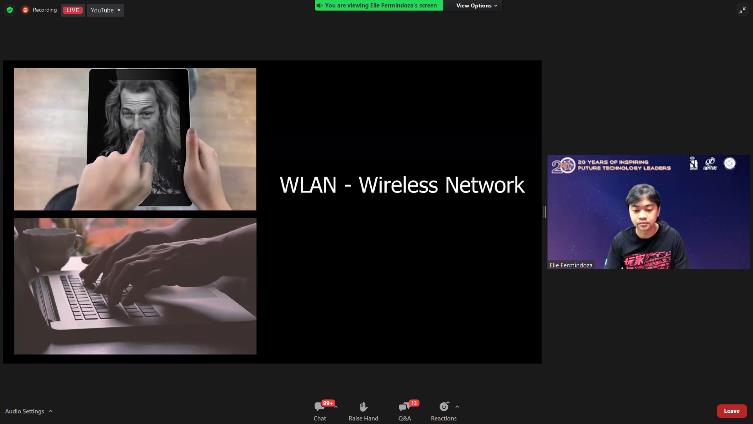 Recording
LIVE
YouTube
You are viewing Elie Fermindoza's screen
View Options
WLAN - Wireless Network
20 YEARS OF INSPIRING
FUTURE TECHNOLOGY LEADERS
Elie Fermindoza
Audio Settings
99+
Chat
Raise Hand
Q&A
Reactions
Leave